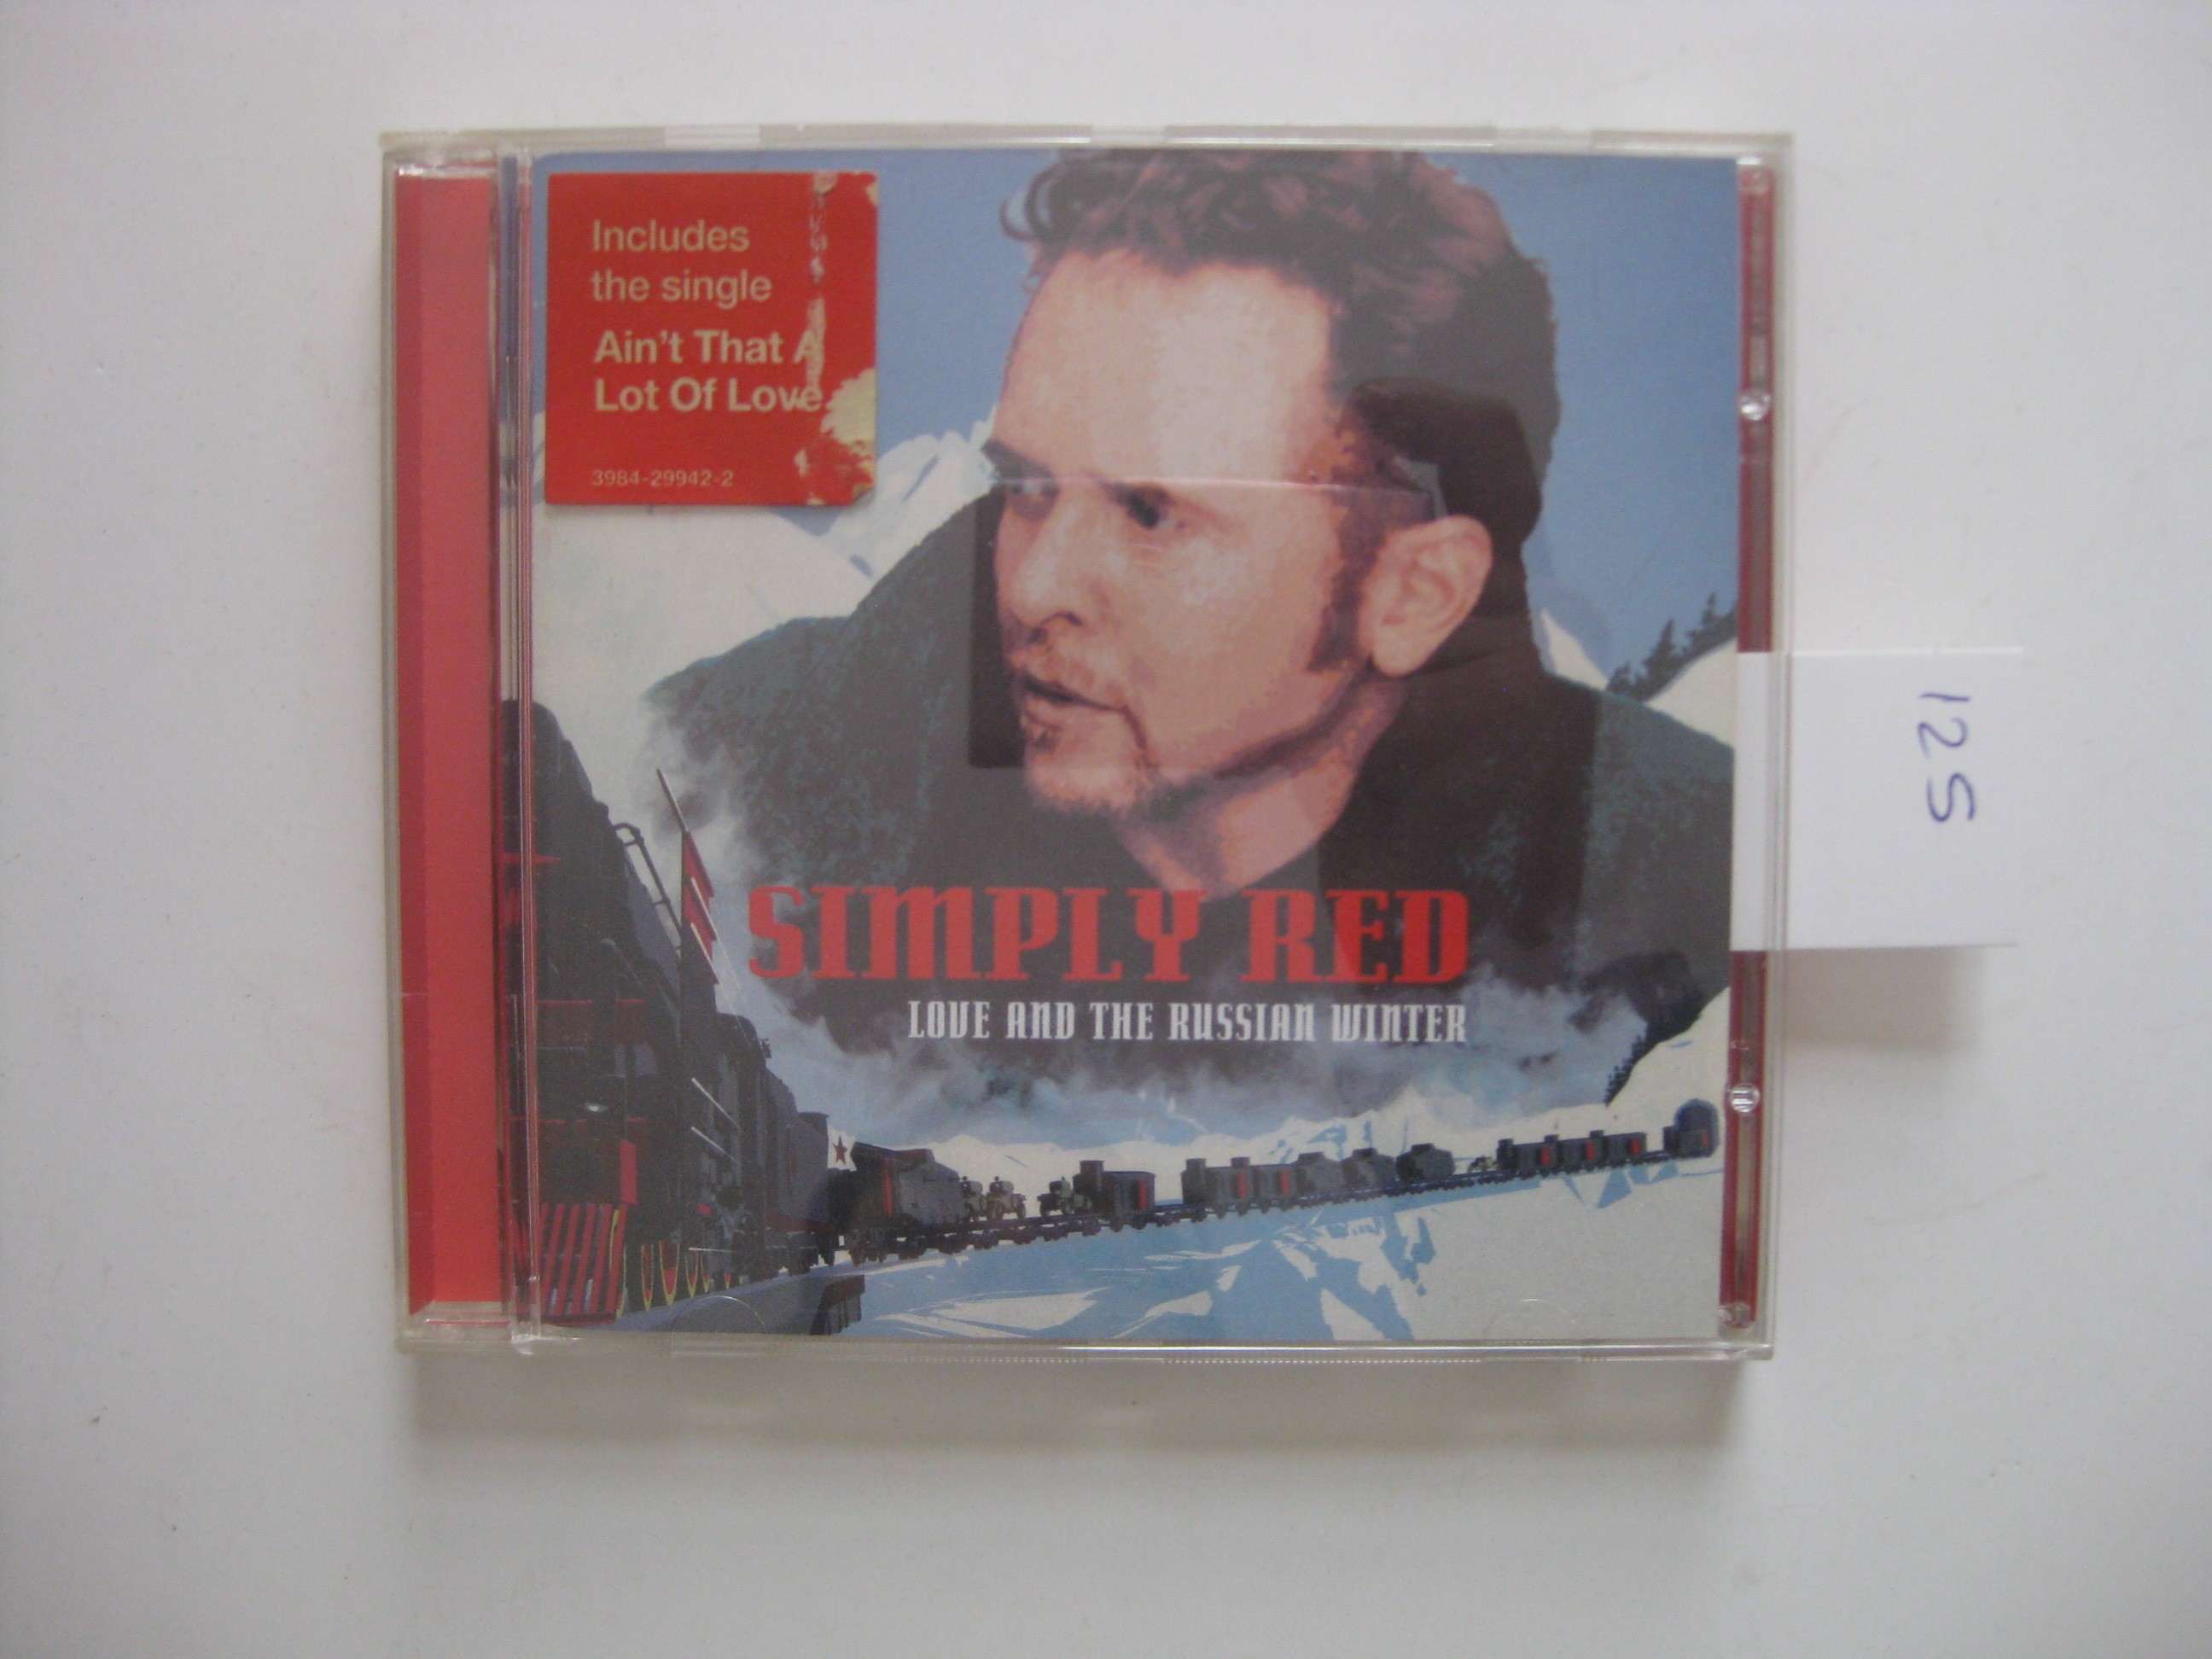 Includes
the single
Ain't That A
Lot Of Love
3984-29942-2
SIMPLY RED
LOVE AND THE RUSSIAN WINTER
125